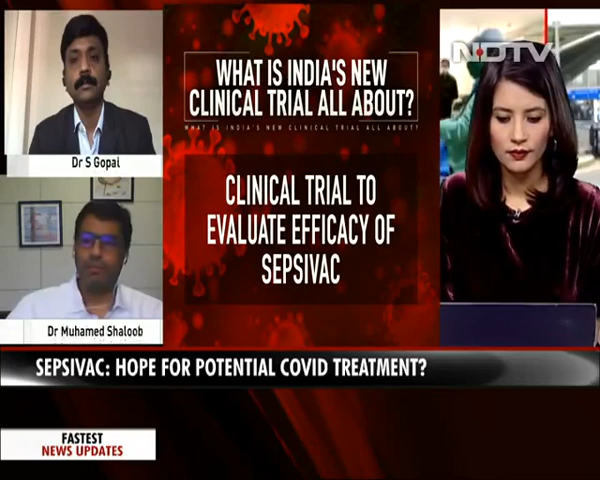 NDTV
WHAT IS INDIA'S NEW
CLINICAL TRIAL ALL ABOUT?
WHAT IS INDIA'S NEW CLINICAL TRIAL ALL ABOUT?
CLINICAL TRIAL TO
EVALUATE EFFICACY OF
SEPSIVAC
Dr S Gopal
Dr Muhamed Shaloob
SEPSIVAC: HOPE FOR POTENTIAL COVID TREATMENT?
FASTEST
NEWS UPDATES